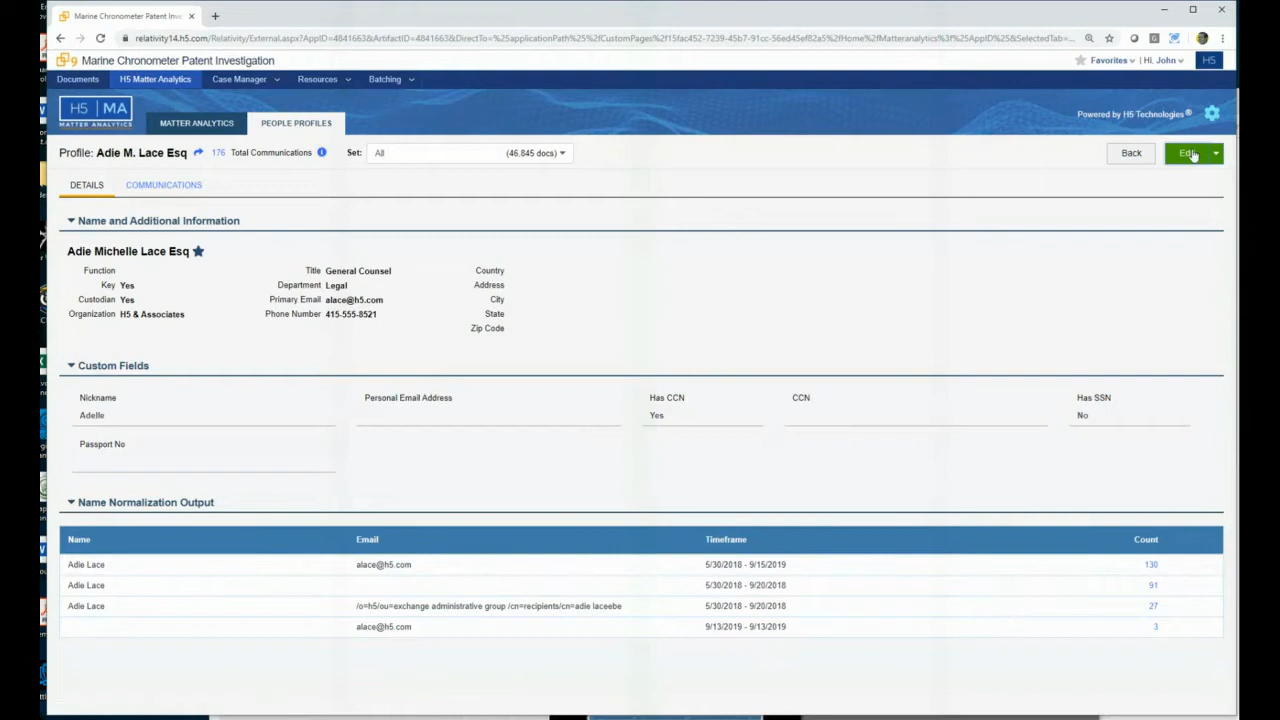 Marine Chronometer Patent Inve
relativity14.h5.com/Relativity/External.aspx?AppID=4841663&ArtifactID=4841663&DirectTo=%25applicationPath%25%2fCustomPages%2f15fac452-7239-45b7-91cc-56ed45ef82a5%2fHome%2fMatteranalytics%3f%25AppID%25&SelectedTab=...
Marine Chronometer Patent Investigation
Favorites | Hi, John H5
Documents H5 Matter Analytics Case Manager Resources Batching
H5 | MA
MATTER ANALYTICS
MATTER ANALYTICS PEOPLE PROFILES
Powered by H5 Technologies ®
Profile: Adie M. Lace Esq 176 Total Communications Set: All (46,845 docs) Back Edit
DETAILS COMMUNICATIONS
Name and Additional Information
Adie Michelle Lace Esq
Function Title General Counsel Country
Key Yes Department Legal Address
Custodian Yes Primary Email alace@h5.com City
Organization H5 & Associates Phone Number 415-555-8521 State
Zip Code
Custom Fields
Nickname Personal Email Address Has CCN CCN Has SSN
Adelle Yes No
Passport No
Name Normalization Output
Name Email Timeframe Count
Adie Lace alace@h5.com 5/30/2018 - 9/15/2019 130
Adie Lace 5/30/2018 - 9/20/2018 91
Adie Lace /o=h5/ou=exchange administrative group /cn=recipients/cn=adie laceebe 5/30/2018 - 9/20/2018 27
alace@h5.com 9/13/2019 - 9/13/2019 3